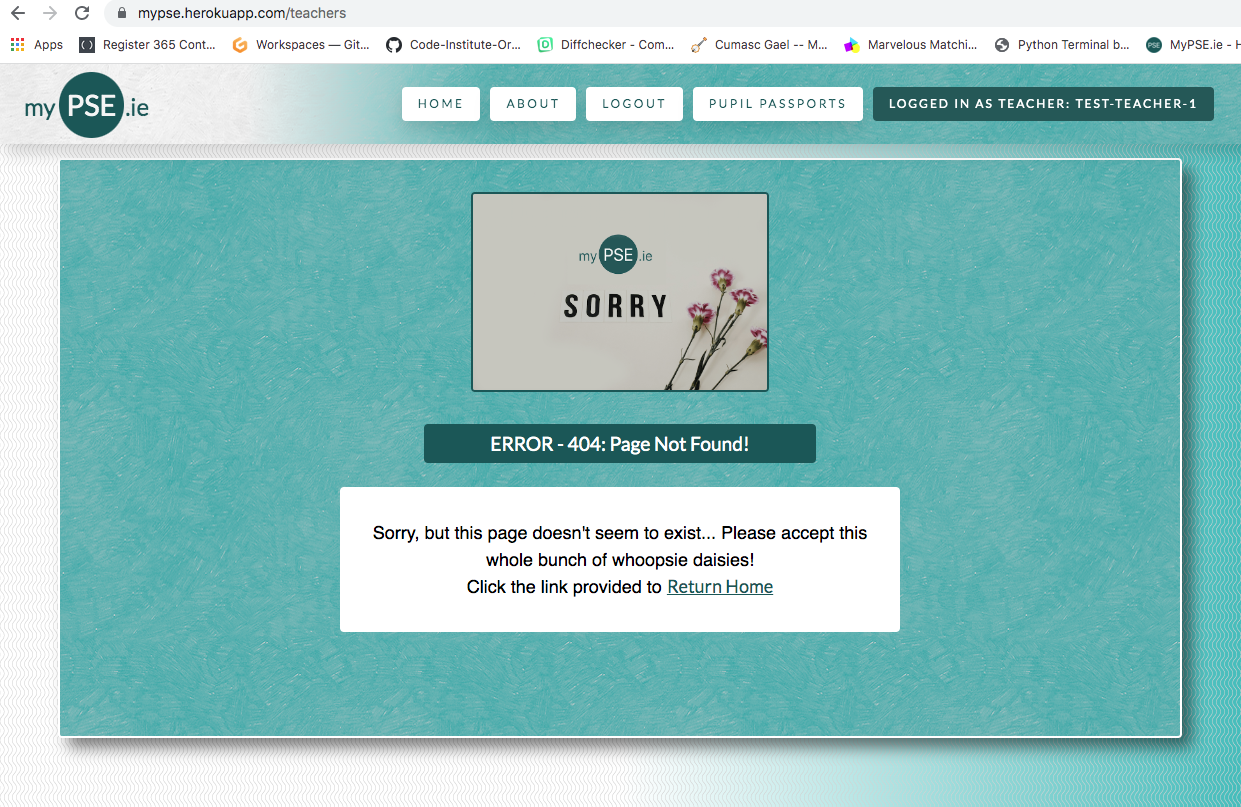 mypse.herokuapp.com/teachers
Apps
Register 365 Cont...
Workspaces — Git...
Code-Institute-Or...
Diffchecker - Com...
Cumasc Gael -- M...
Marvelous Matchi...
Python Terminal b...
PSE MyPSE.ie - H
my PSE .ie
HOME
ABOUT
LOGOUT
PUPIL PASSPORTS
LOGGED IN AS TEACHER: TEST-TEACHER-1
my PSE .ie
SORRY
ERROR - 404: Page Not Found!
Sorry, but this page doesn't seem to exist... Please accept this
whole bunch of whoopsie daisies!
Click the link provided to Return Home